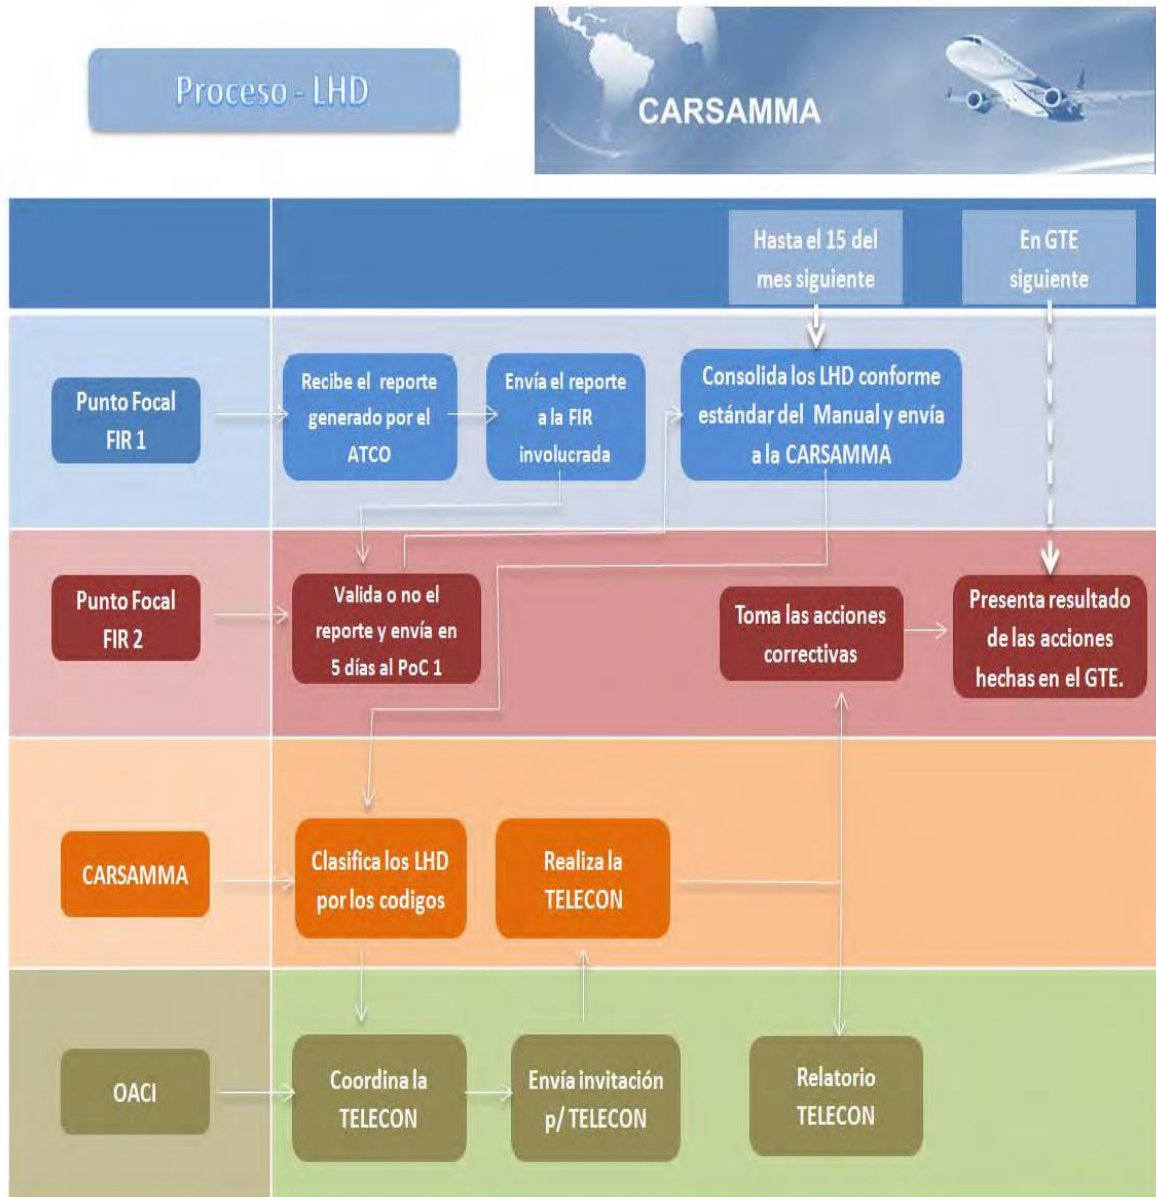 Proceso - LHD
CARSAMMA
Hasta el 15 del
mes siguiente
En GTE
siguiente
Punto Focal
FIR 1
Recibe el reporte
generado por el
ATCO
Envía el reporte
a la FIR
involucrada
Consolida los LHD conforme
estándar del Manual y envía
a la CARSAMMA
Punto Focal
FIR 2
Valida o no el
reporte y envía en
5 días al PoC 1
Toma las acciones
correctivas
Presenta resultado
de las acciones
hechas en el GTE.
CARSAMMA
Clasifica los LHD
por los codigos
Realiza la
TELECON
OACI
Coordina la
TELECON
Envía invitación
p/ TELECON
Relatorio
TELECON